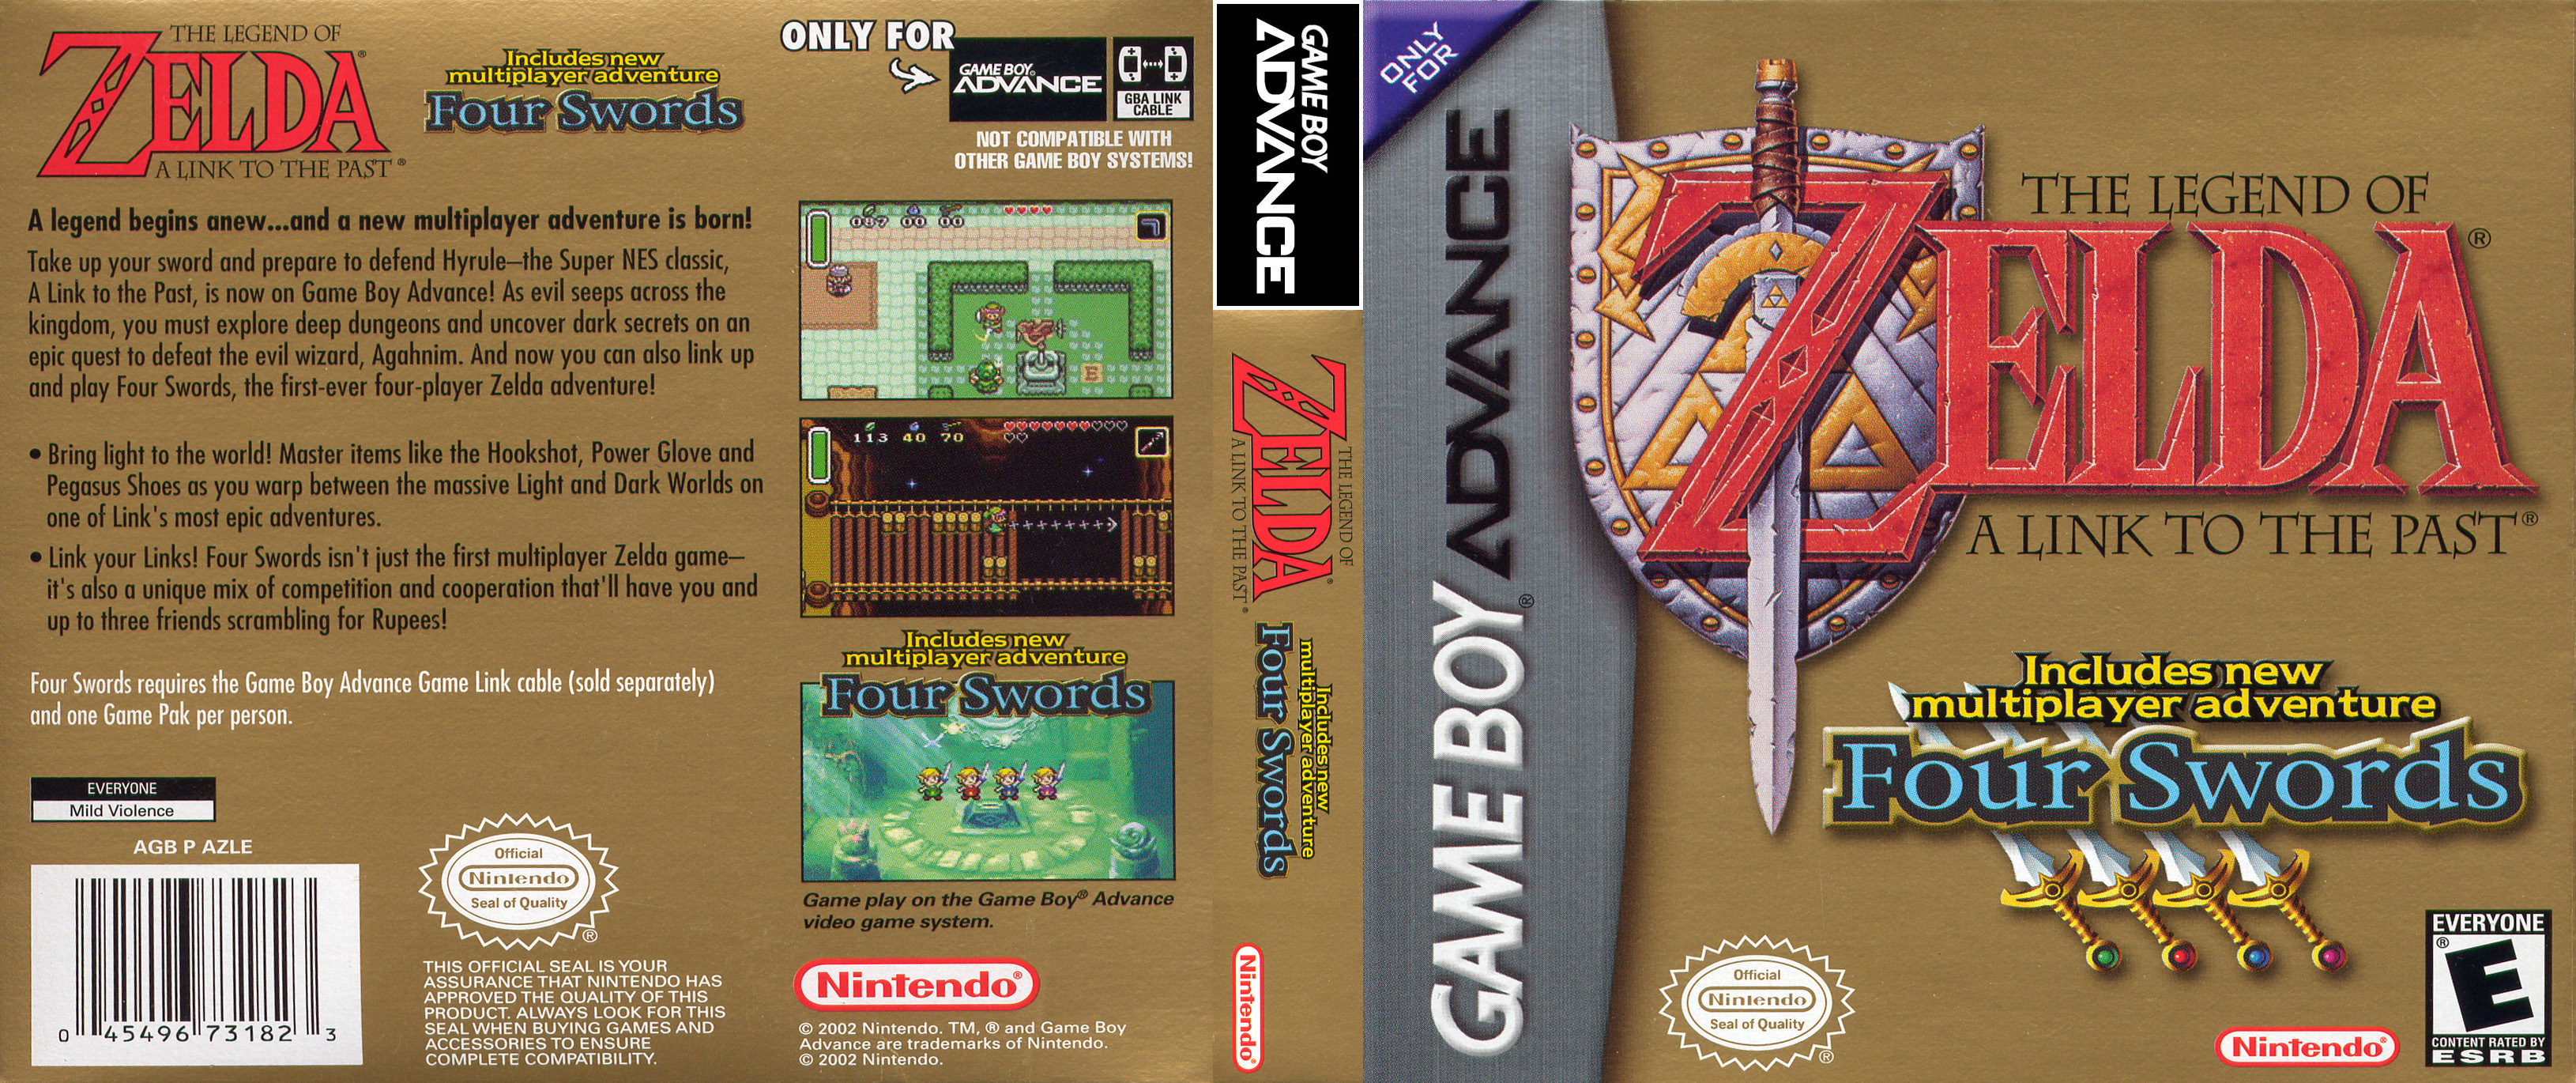 THE LEGEND OF
ZELDA®
A LINK TO THE PAST®
Includes new
multiplayer adventure
Four Swords
ONLY FOR
GAME BOY®
ADVANCE
GBA LINK
CABLE
NOT COMPATIBLE WITH
OTHER GAME BOY SYSTEMS!
A legend begins anew...and a new multiplayer adventure is born!
Take up your sword and prepare to defend Hyrule–the Super NES classic,
A Link to the Past, is now on Game Boy Advance! As evil seeps across the
kingdom, you must explore deep dungeons and uncover dark secrets on an
epic quest to defeat the evil wizard, Agahnim. And now you can also link up
and play Four Swords, the first-ever four-player Zelda adventure!
• Bring light to the world! Master items like the Hookshot, Power Glove and
Pegasus Shoes as you warp between the massive Light and Dark Worlds on
one of Link's most epic adventures.
• Link your Links! Four Swords isn't just the first multiplayer Zelda game–
it's also a unique mix of competition and cooperation that'll have you and
up to three friends scrambling for Rupees!
Four Swords requires the Game Boy Advance Game Link cable (sold separately)
and one Game Pak per person.
EVERYONE
Mild Violence
AGB P AZLE
0 45496 73182 3
Official
Nintendo
Seal of Quality
®
THIS OFFICIAL SEAL IS YOUR
ASSURANCE THAT NINTENDO HAS
APPROVED THE QUALITY OF THIS
PRODUCT. ALWAYS LOOK FOR THIS
SEAL WHEN BUYING GAMES AND
ACCESSORIES TO ENSURE
COMPLETE COMPATIBILITY.
087 00 00
E
113 40 70
Includes new
multiplayer adventure
Four Swords
Game play on the Game Boy® Advance
video game system.
Nintendo®
© 2002 Nintendo. TM, ® and Game Boy
Advance are trademarks of Nintendo.
© 2002 Nintendo.
GAME BOY
ADVANCE
THE LEGEND OF
ZELDA®
A LINK TO THE PAST®
Includes new
multiplayer adventure
Four Swords
Nintendo®
ONLY
FOR
GAME BOY ADVANCE
®
THE LEGEND OF
ZELDA®
A LINK TO THE PAST®
Includes new
multiplayer adventure
Four Swords
Official
Nintendo
Seal of Quality
®
Nintendo®
EVERYONE
®
E
CONTENT RATED BY
ESRB